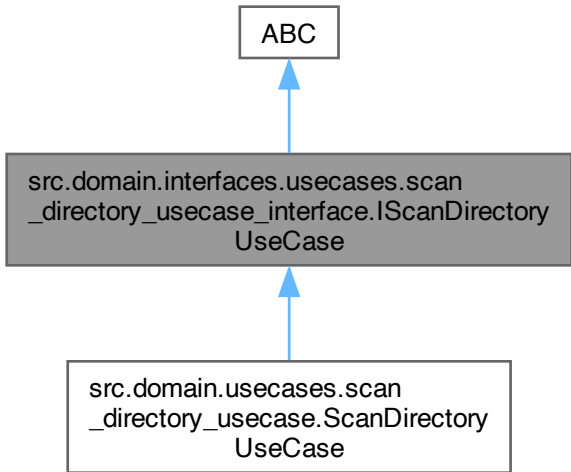 ABC
src.domain.interfaces.usecases.scan
_directory_usecase_interface.IScanDirectory
UseCase
src.domain.usecases.scan
_directory_usecase.ScanDirectory
UseCase